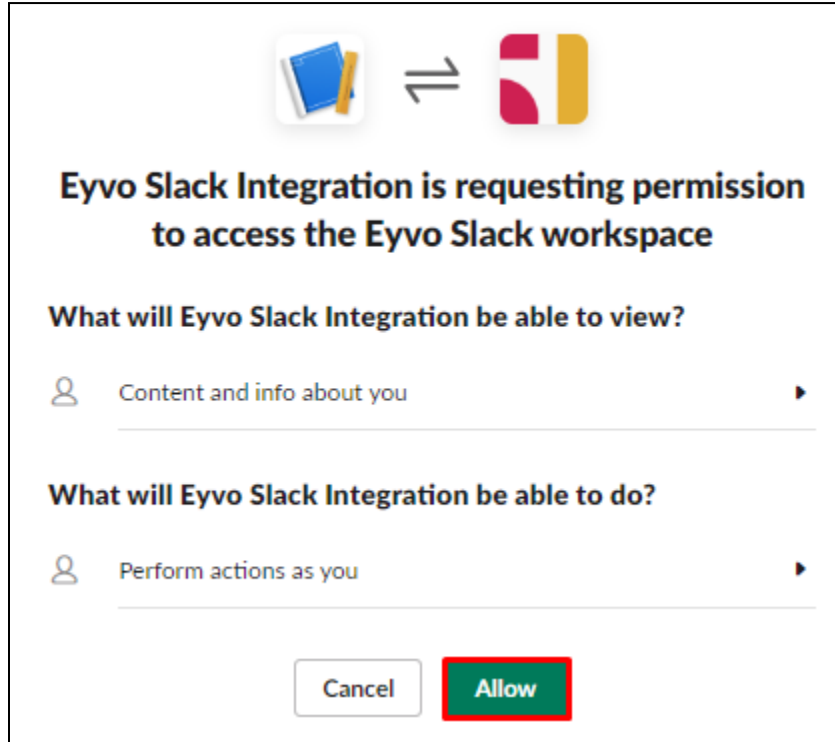 Eyvo Slack Integration is requesting permission
to access the Eyvo Slack workspace
What will Eyvo Slack Integration be able to view?
Content and info about you
What will Eyvo Slack Integration be able to do?
Perform actions as you
Cancel Allow